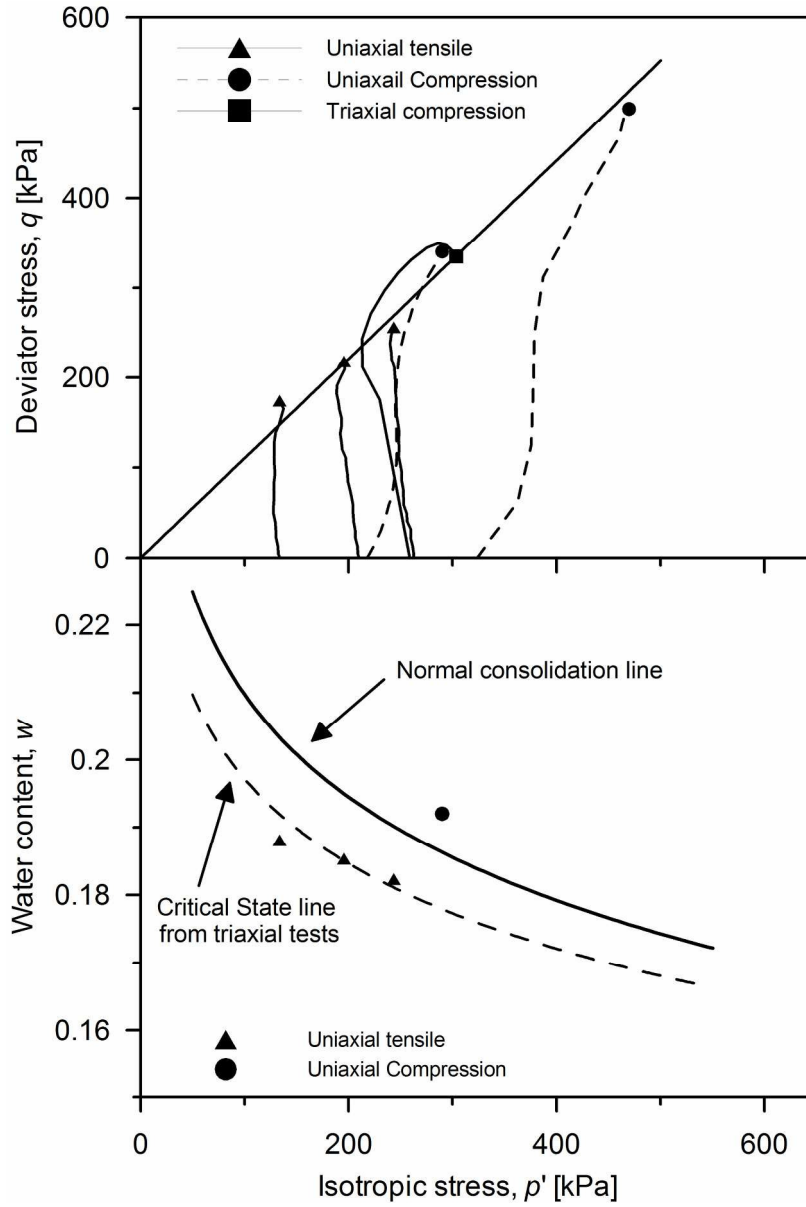 600
Uniaxial tensile
Uniaxail Compression
Triaxial compression
400
Deviator stress, q [kPa]
200
0
0.22
Normal consolidation line
0.2
Water content, w
0.18
Critical State line
from triaxial tests
0.16
Uniaxial tensile
Uniaxial Compression
0
200
400
600
Isotropic stress, p' [kPa]